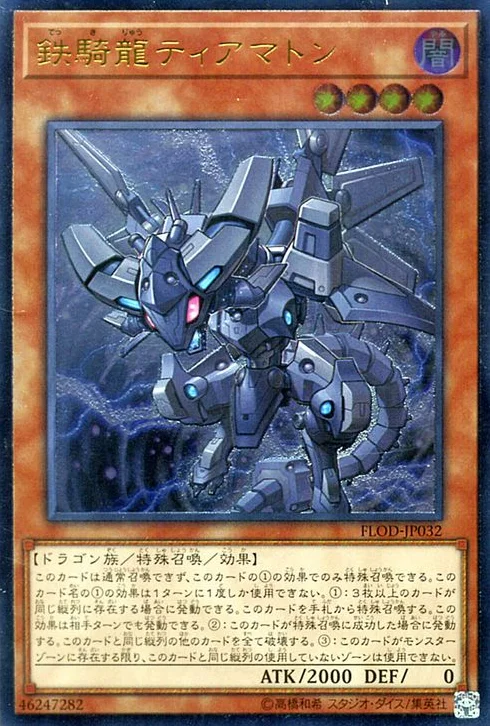 鉄騎龍ティアマトン
闇
FLOD-JP032
【ドラゴン族/特殊召喚/効果】
このカードは通常召喚できず、このカードの①の効果でのみ特殊召喚できる。この
カード名の①の効果は1ターンに1度しか使用できない。①:3枚以上のカードが
同じ縦列に存在する場合に発動できる。このカードを手札から特殊召喚する。この
効果は相手ターンでも発動できる。②:このカードが特殊召喚に成功した場合に発動
する。このカードと同じ縦列の他のカードを全て破壊する。③:このカードがモンスター
ゾーンに存在する限り、このカードと同じ縦列の使用していないゾーンは使用できない。
ATK/2000 DEF/ 0
46247282
©高橋和希 スタジオ・ダイス/集英社